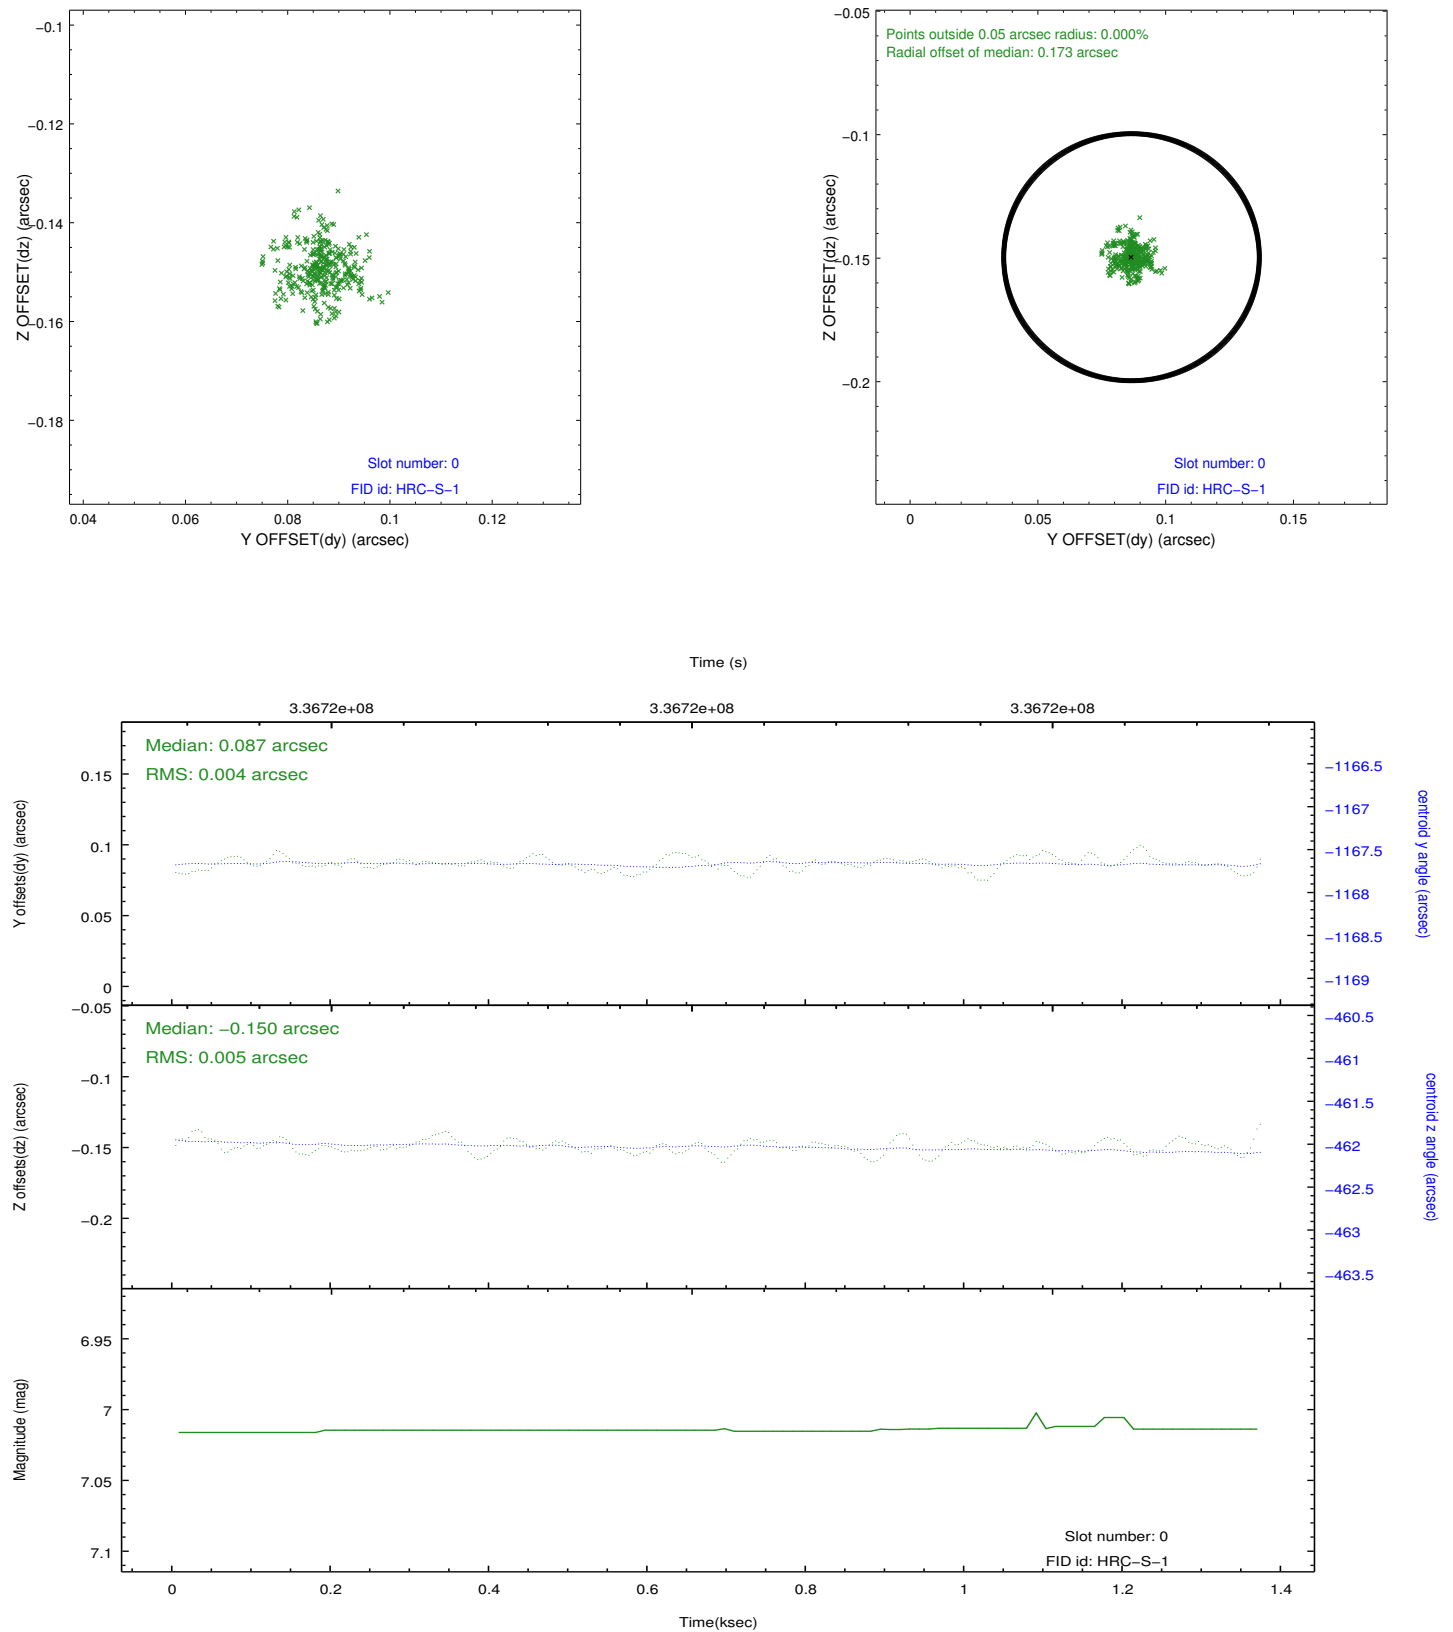 −0.1
−0.12
−0.14
−0.16
−0.18
Z OFFSET(dz) (arcsec)
Slot number: 0
FID id: HRC−S−1
0.04 0.06 0.08 0.1 0.12
Y OFFSET(dy) (arcsec)
Points outside 0.05 arcsec radius: 0.000%
Radial offset of median: 0.173 arcsec
−0.05
−0.1
−0.15
−0.2
Z OFFSET(dz) (arcsec)
Slot number: 0
FID id: HRC−S−1
0 0.05 0.1 0.15
Y OFFSET(dy) (arcsec)
Time (s)
3.3672e+08 3.3672e+08 3.3672e+08
Median: 0.087 arcsec
RMS: 0.004 arcsec
0.15
0.1
0.05
0
Y offsets(dy) (arcsec)
−1166.5
−1167
−1167.5
−1168
−1168.5
−1169
centroid y angle (arcsec)
Median: −0.150 arcsec
RMS: 0.005 arcsec
−0.05
−0.1
−0.15
−0.2
Z offsets(dz) (arcsec)
−460.5
−461
−461.5
−462
−462.5
−463
−463.5
centroid z angle (arcsec)
6.95
7
7.05
7.1
Magnitude (mag)
Slot number: 0
FID id: HRC−S−1
0 0.2 0.4 0.6 0.8 1 1.2 1.4
Time(ksec)